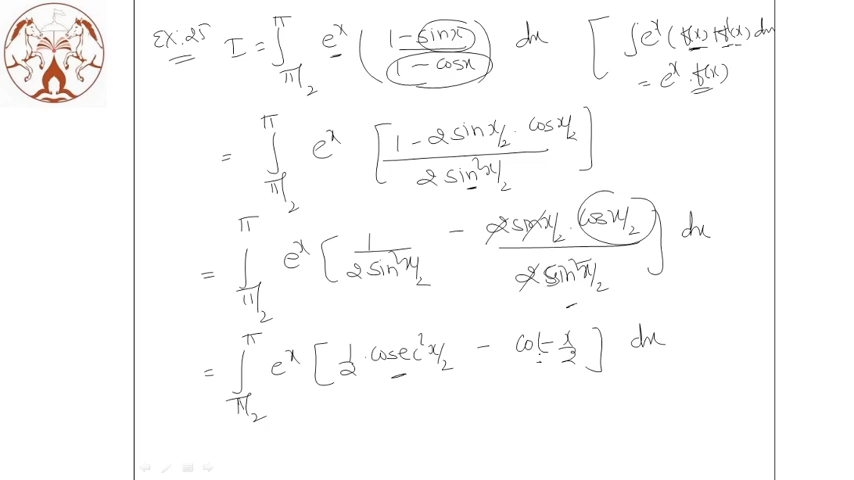 Ex:25 I = ∫_{π/2}^{π} e^x ( (1 - sinx) / (1 - cosx) ) dx [ ∫ e^x (f(x) + f'(x)) dx
= e^x · f(x)
= ∫_{π/2}^{π} e^x [ (1 - 2 sin x/2 · cos x/2) / (2 sin² x/2) ]
= ∫_{π/2}^{π} e^x [ 1 / (2 sin² x/2) - (2 sin x/2 · cos x/2) / (2 sin² x/2) ] dx
= ∫_{π/2}^{π} e^x [ 1/2 · cosec² x/2 - cot x/2 ] dx